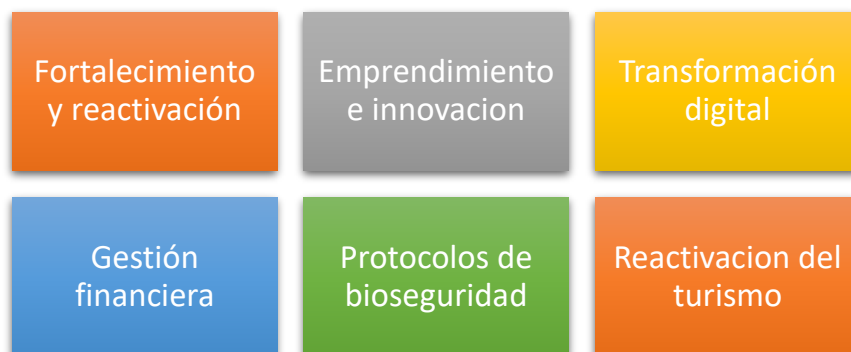 Fortalecimiento
y reactivación
Emprendimiento
e innovacion
Transformación
digital
Gestión
financiera
Protocolos de
bioseguridad
Reactivacion del
turismo